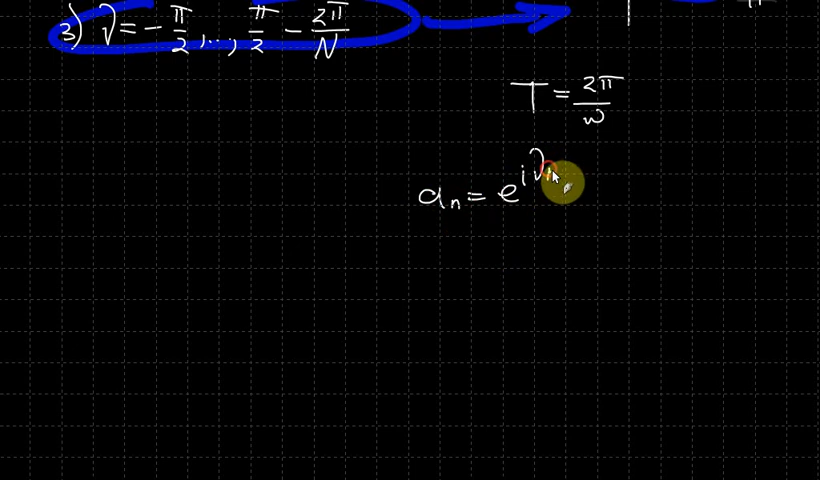 3) ν = -π/2, ..., π/2 - 2π/N
T = 2π/ω
aₙ = e^{iν